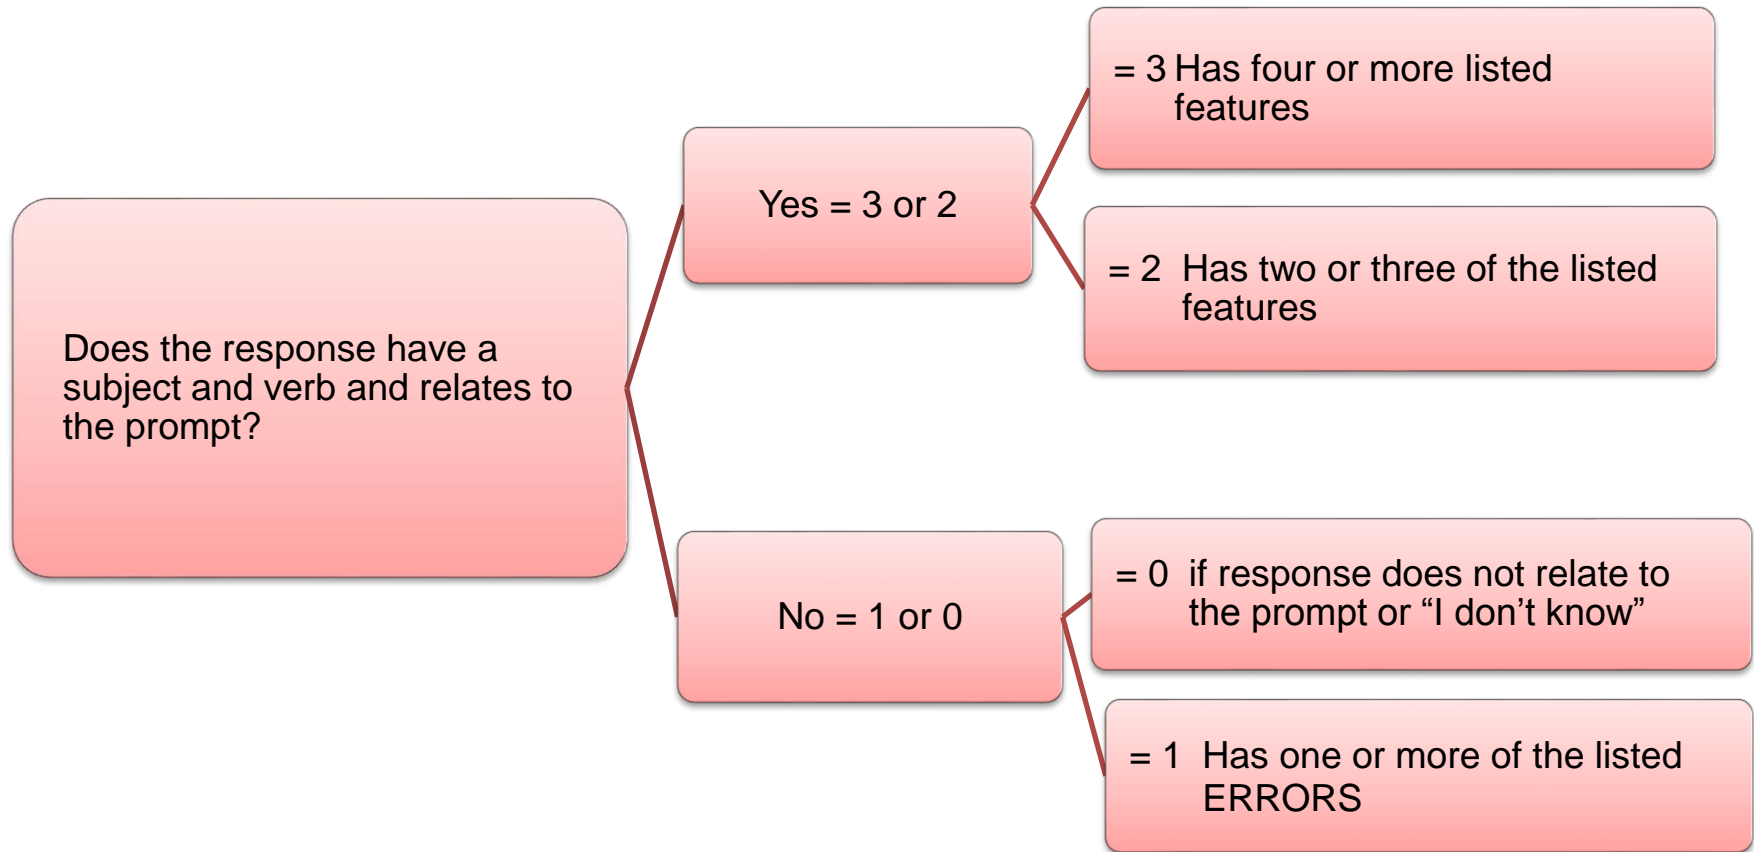 Does the response have a
subject and verb and relates to
the prompt?
Yes = 3 or 2
= 3 Has four or more listed
features
= 2 Has two or three of the listed
features
No = 1 or 0
= 0 if response does not relate to
the prompt or “I don’t know”
= 1 Has one or more of the listed
ERRORS